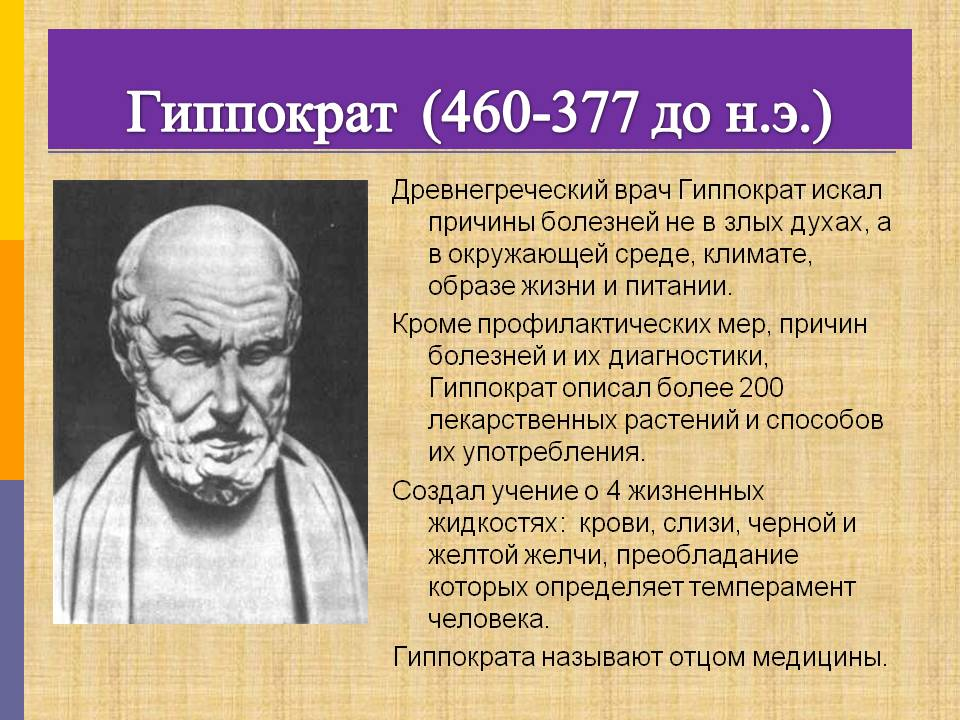 Гиппократ (460-377 до н.э.)
Древнегреческий врач Гиппократ искал
причины болезней не в злых духах, а
в окружающей среде, климате,
образе жизни и питании.
Кроме профилактических мер, причин
болезней и их диагностики,
Гиппократ описал более 200
лекарственных растений и способов
их употребления.
Создал учение о 4 жизненных
жидкостях: крови, слизи, черной и
желтой желчи, преобладание
которых определяет темперамент
человека.
Гиппократа называют отцом медицины.